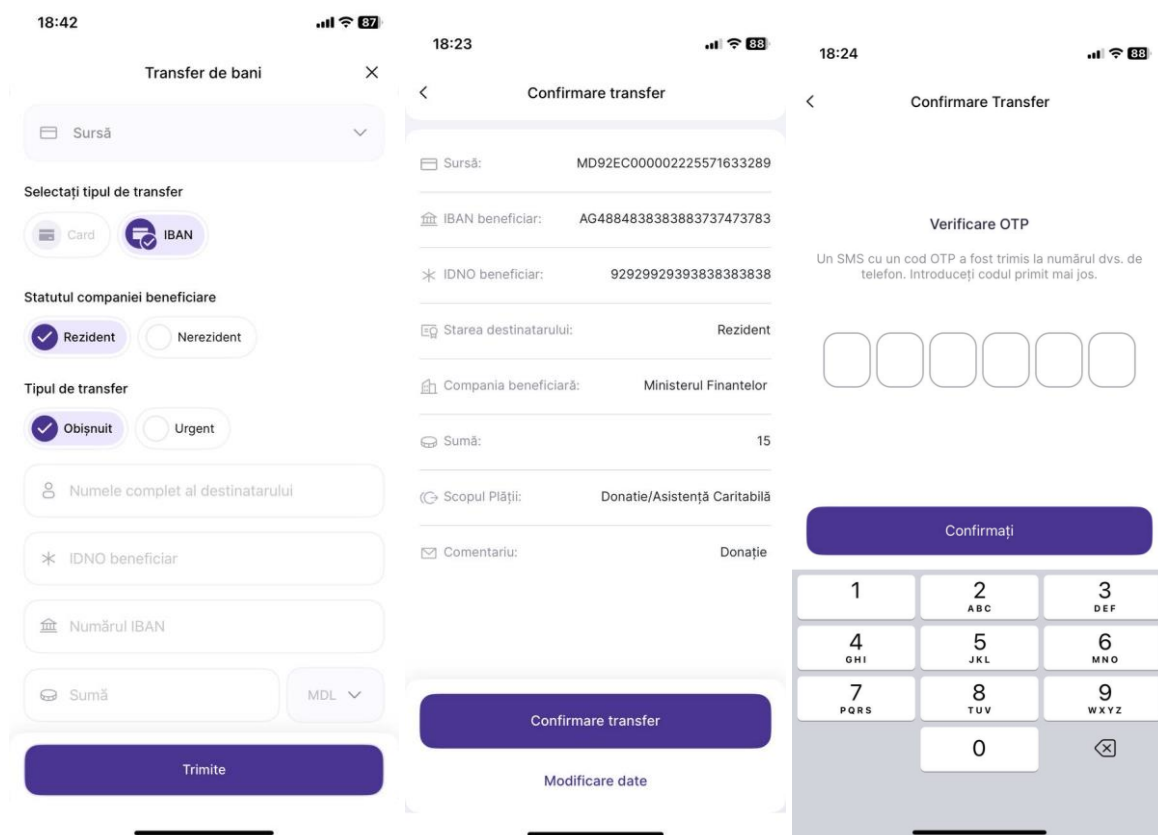 18:42
87
Transfer de bani
Sursă
Selectați tipul de transfer
Card
IBAN
Statutul companiei beneficiare
Rezident
Nerezident
Tipul de transfer
Obișnuit
Urgent
Numele complet al destinatarului
IDNO beneficiar
Numărul IBAN
Sumă
MDL
Trimite
18:23
88
Confirmare transfer
Sursă: MD92EC000002225571633289
IBAN beneficiar: AG4884838383883737473783
IDNO beneficiar: 92929929393838383838
Starea destinatarului: Rezident
Compania beneficiară: Ministerul Finantelor
Sumă: 15
Scopul Plății: Donatie/Asistență Caritabilă
Comentariu: Donație
Confirmare transfer
Modificare date
18:24
88
Confirmare Transfer
Verificare OTP
Un SMS cu un cod OTP a fost trimis la numărul dvs. de
telefon. Introduceți codul primit mai jos.
Confirmați
1 2 3
ABC DEF
4 5 6
GHI JKL MNO
7 8 9
PQRS TUV WXYZ
0